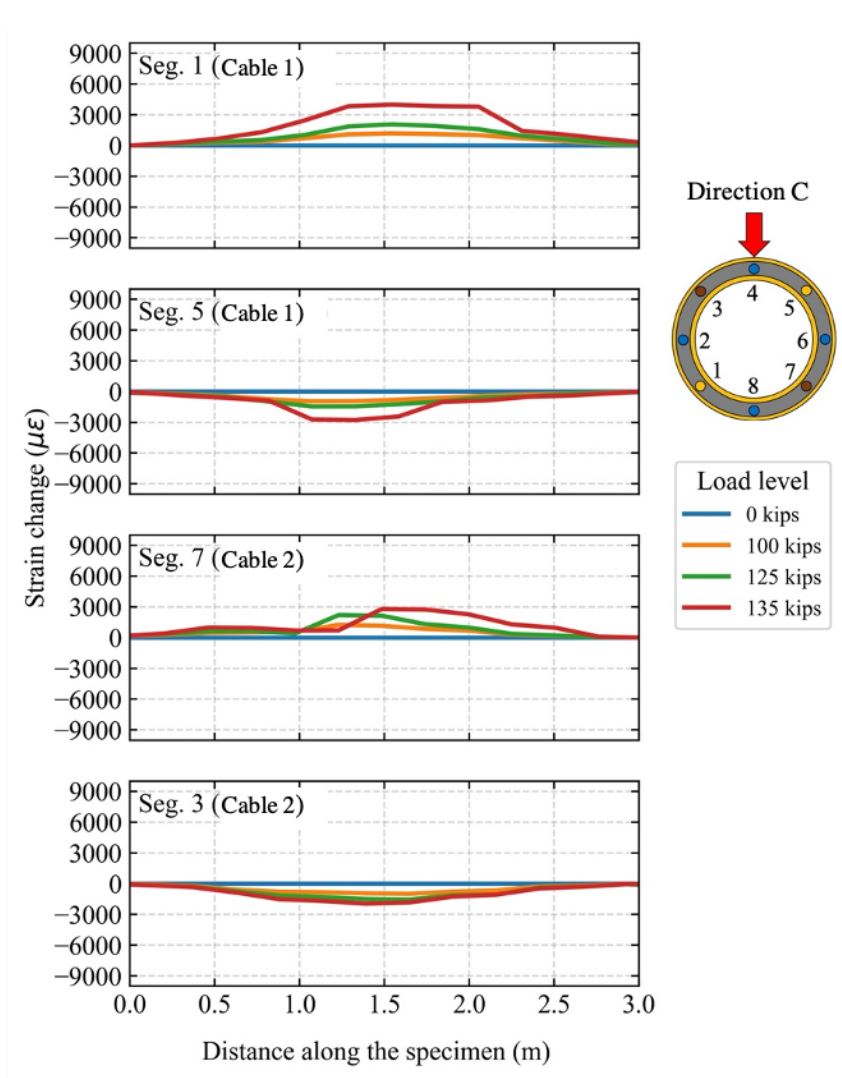 9000
6000
3000
0
−3000
−6000
−9000
Seg. 1 (Cable 1)
9000
6000
3000
0
−3000
−6000
−9000
Seg. 5 (Cable 1)
9000
6000
3000
0
−3000
−6000
−9000
Seg. 7 (Cable 2)
9000
6000
3000
0
−3000
−6000
−9000
Seg. 3 (Cable 2)
0.0 0.5 1.0 1.5 2.0 2.5 3.0
Distance along the specimen (m)
Strain change (με)
Direction C
4
3 5
2 6
1 7
8
Load level
0 kips
100 kips
125 kips
135 kips